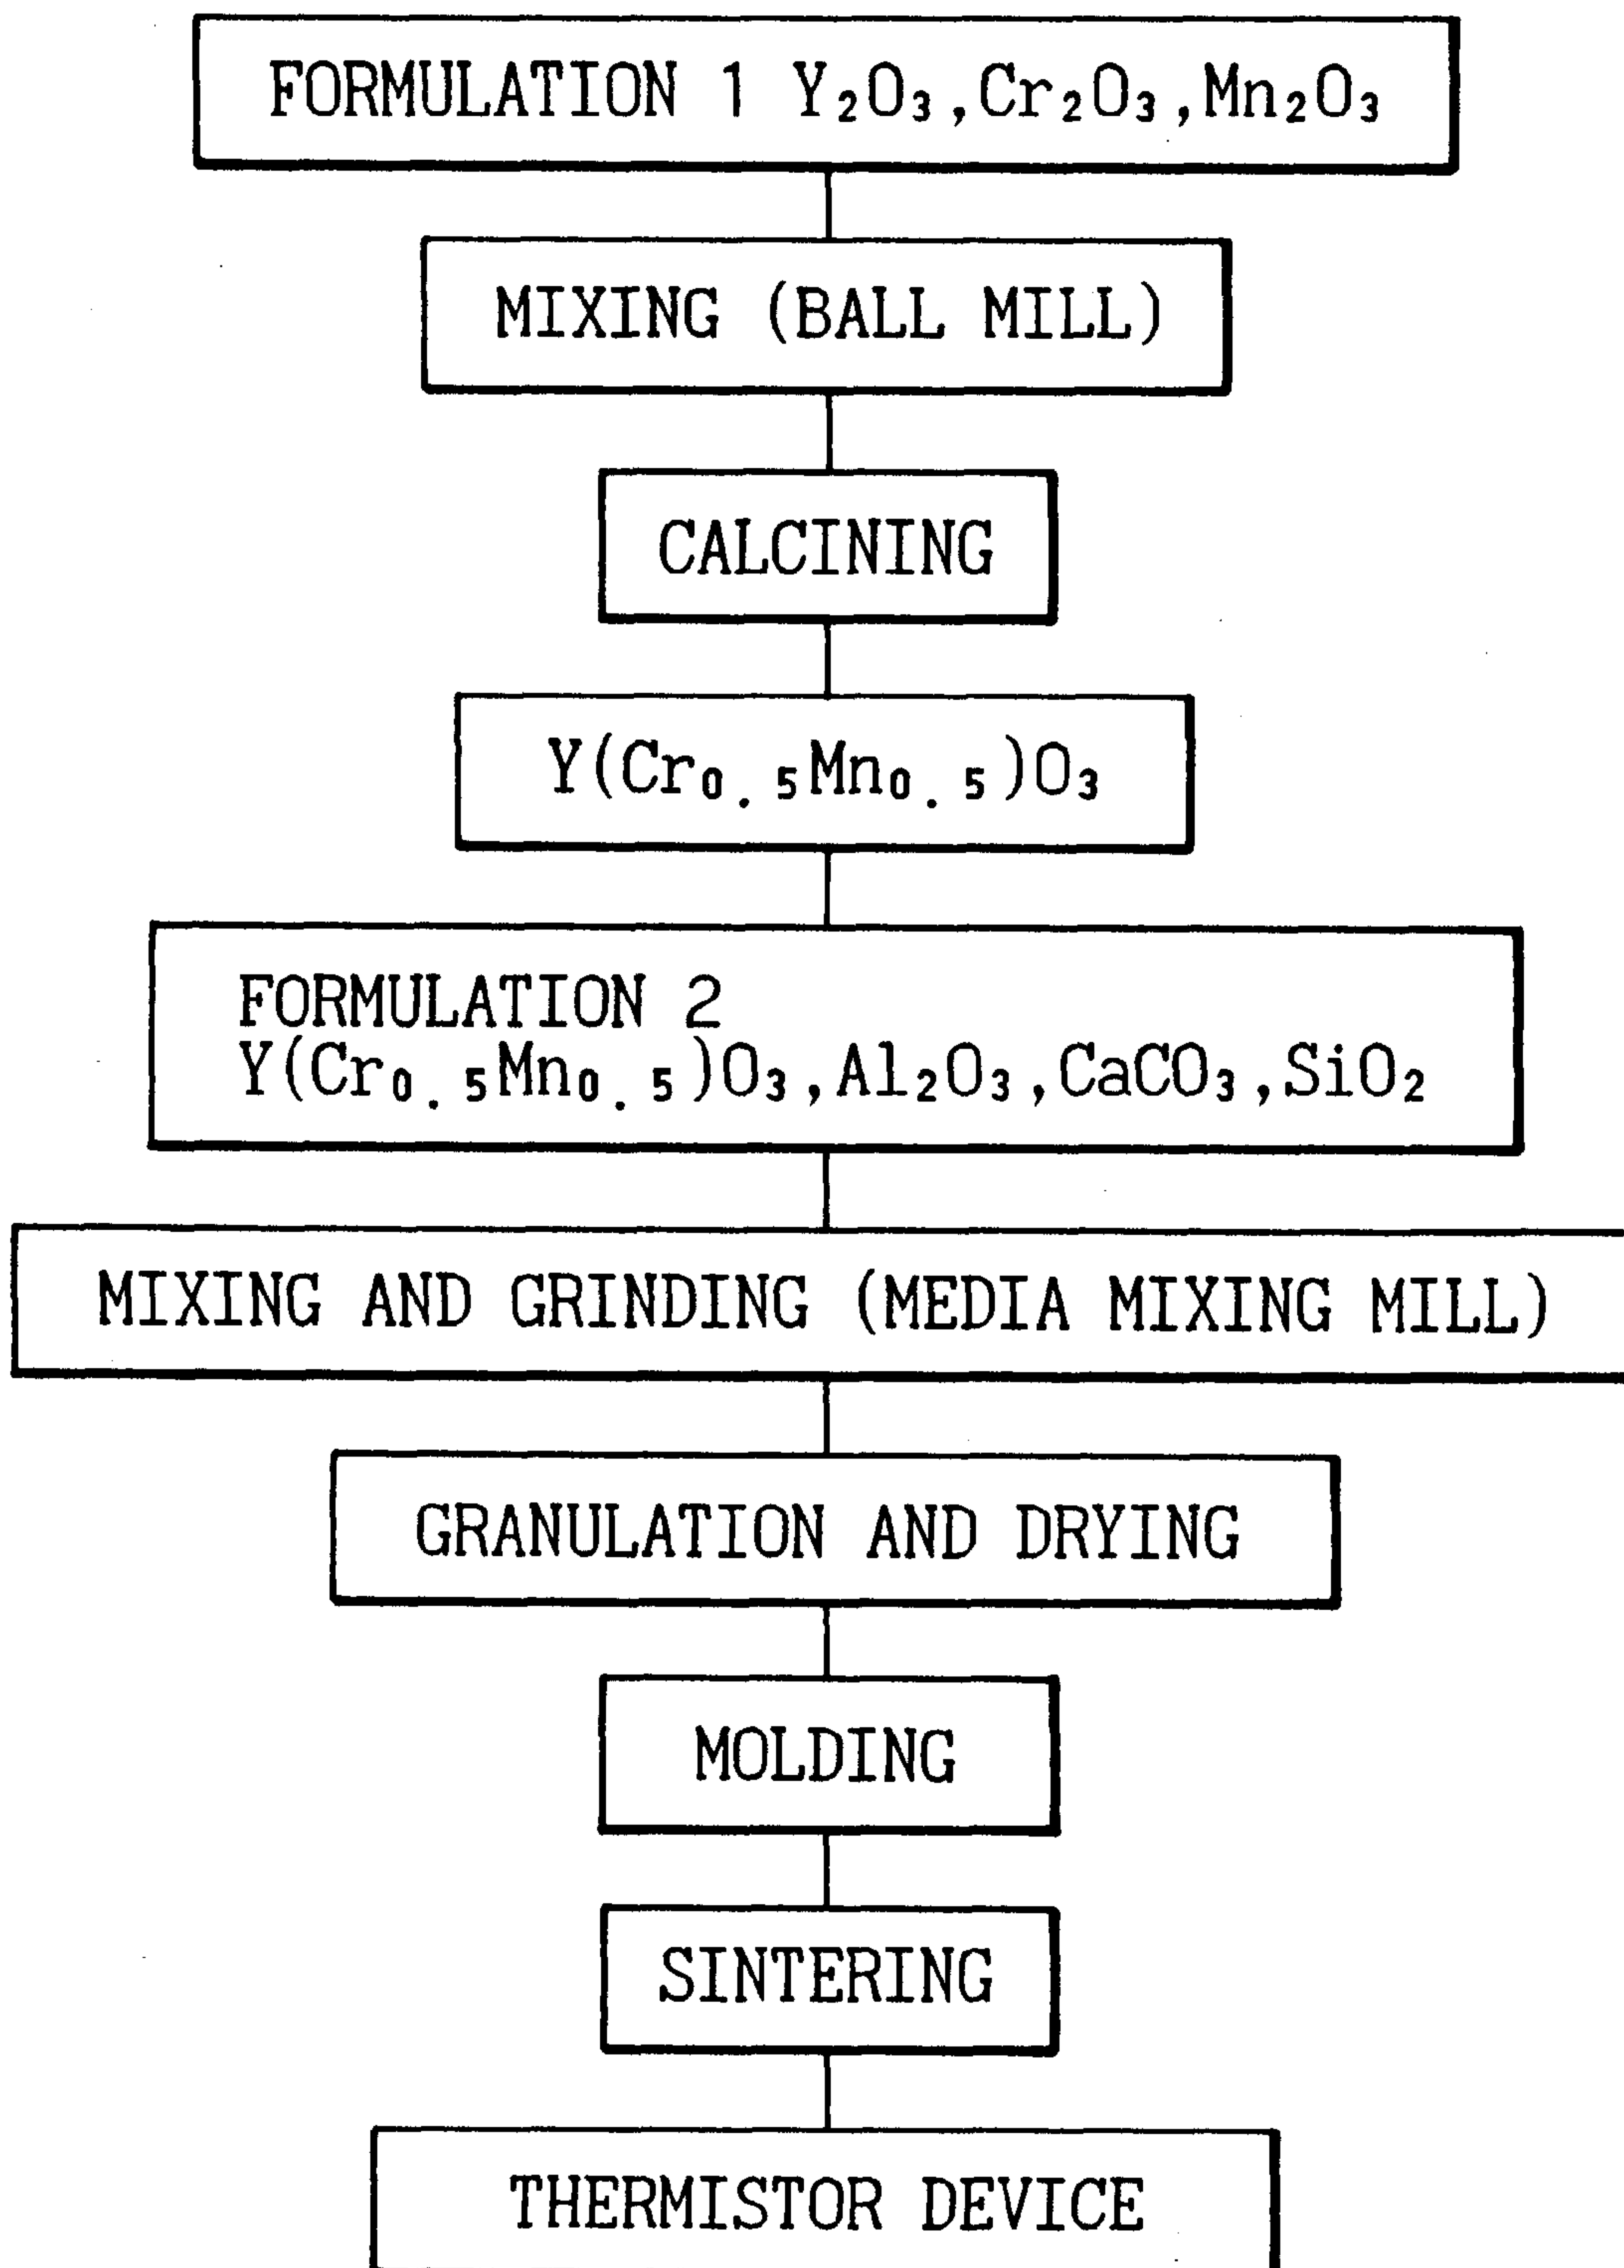 FORMULATION 1 Y₂O₃,Cr₂O₃,Mn₂O₃
MIXING (BALL MILL)
CALCINING
Y(Cr₀.₅Mn₀.₅)O₃
FORMULATION 2
Y(Cr₀.₅Mn₀.₅)O₃,Al₂O₃,CaCO₃,SiO₂
MIXING AND GRINDING (MEDIA MIXING MILL)
GRANULATION AND DRYING
MOLDING
SINTERING
THERMISTOR DEVICE